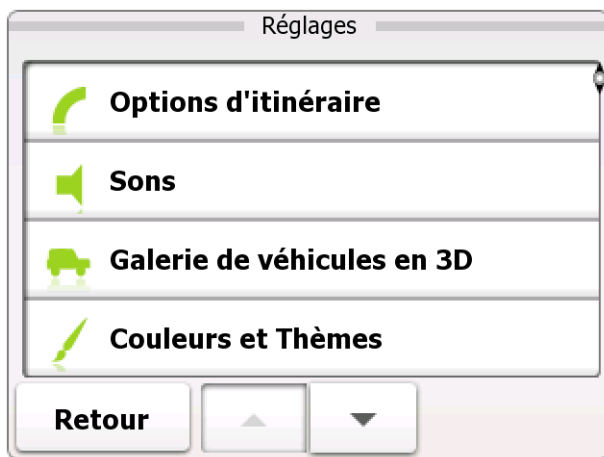 Réglages
Options d'itinéraire
Sons
Galerie de véhicules en 3D
Couleurs et Thèmes
Retour